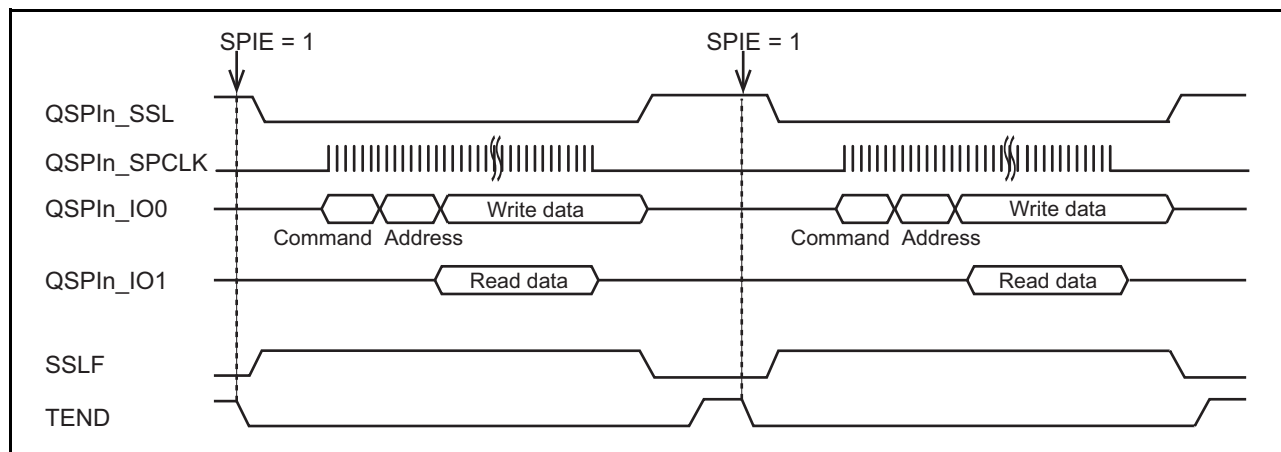 SPIE = 1 SPIE = 1
QSPIn_SSL
QSPIn_SPCLK
QSPIn_IO0 Write data Write data
Command Address Command Address
QSPIn_IO1 Read data Read data
SSLF
TEND